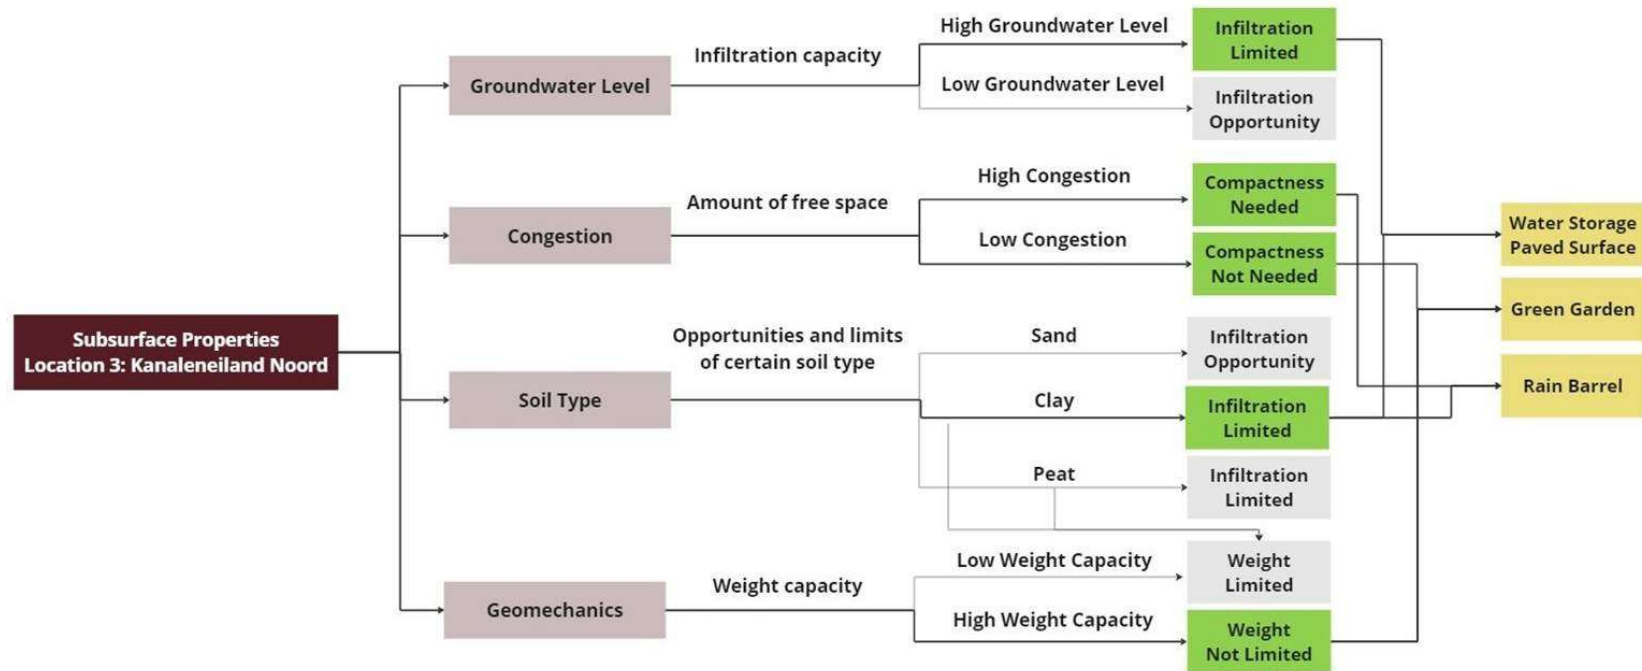 Subsurface Properties
Location 3: Kanaleneiland Noord
Groundwater Level
Infiltration capacity
High Groundwater Level
Infiltration
Limited
Low Groundwater Level
Infiltration
Opportunity
Congestion
Amount of free space
High Congestion
Compactness
Needed
Low Congestion
Compactness
Not Needed
Soil Type
Opportunities and limits
of certain soil type
Sand
Infiltration
Opportunity
Clay
Infiltration
Limited
Peat
Infiltration
Limited
Geomechanics
Weight capacity
Low Weight Capacity
Weight
Limited
High Weight Capacity
Weight
Not Limited
Water Storage
Paved Surface
Green Garden
Rain Barrel